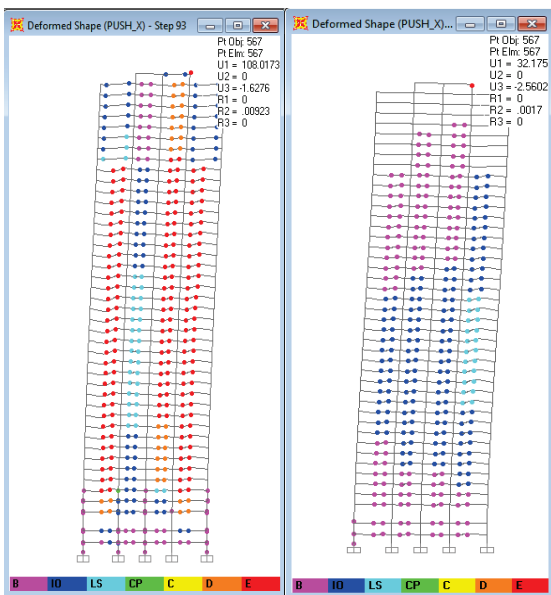 Deformed Shape (PUSH_X) - Step 93
Pt Obj: 567
Pt Elm: 567
U1 = 108.0173
U2 = 0
U3 = -1.6276
R1 = 0
R2 = .00923
R3 = 0
B IO LS CP C D E
Deformed Shape (PUSH_X)...
Pt Obj: 567
Pt Elm: 567
U1 = 32.175
U2 = 0
U3 = -2.5602
R1 = 0
R2 = .0017
R3 = 0
B IO LS CP C D E